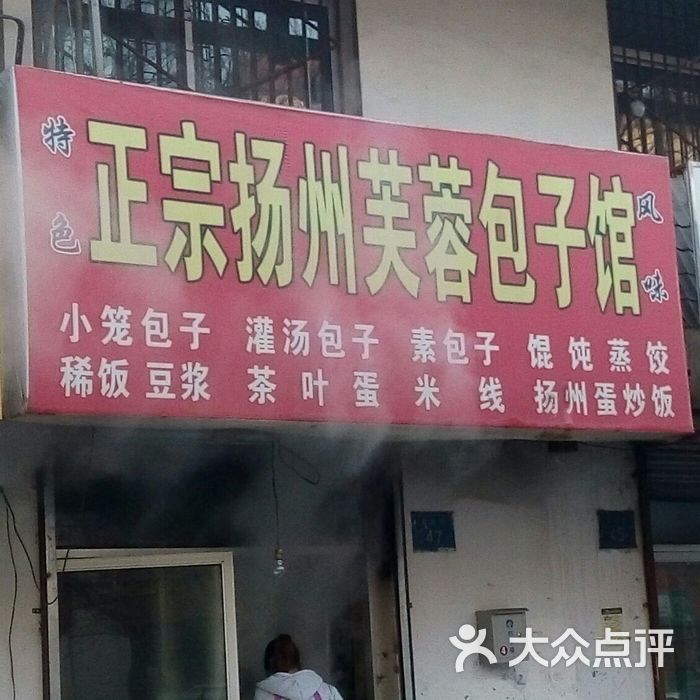 特色 正宗扬州芙蓉包子馆 风味
小笼包子 灌汤包子 素包子 馄饨蒸饺
稀饭豆浆 茶叶蛋 米线 扬州蛋炒饭
47
大众点评